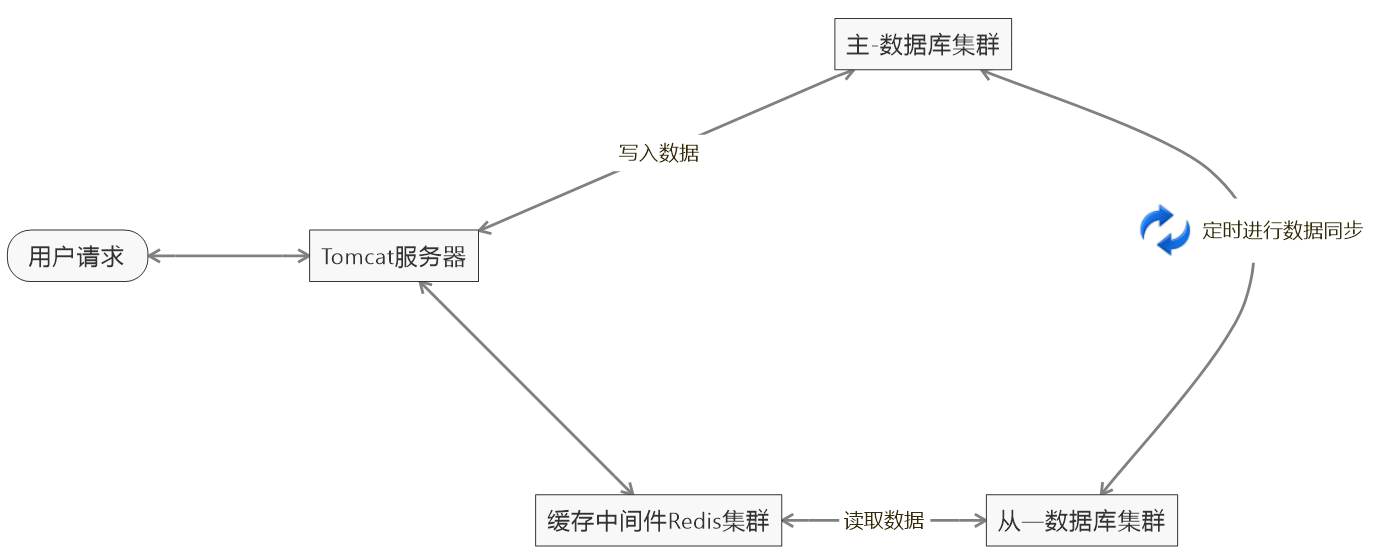 主-数据库集群
写入数据
定时进行数据同步
用户请求
Tomcat服务器
缓存中间件Redis集群
读取数据
从—数据库集群